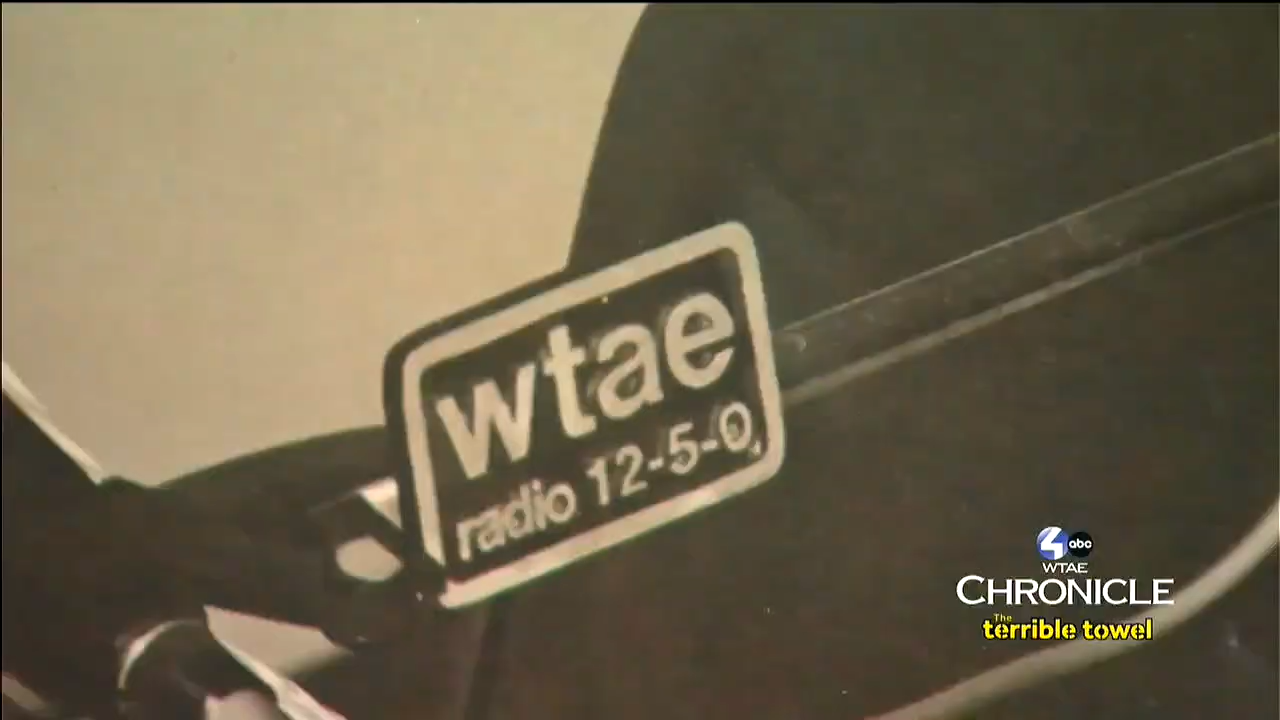 wtae
radio 12-5-0
4 abc
WTAE
CHRONICLE
The
terrible towel